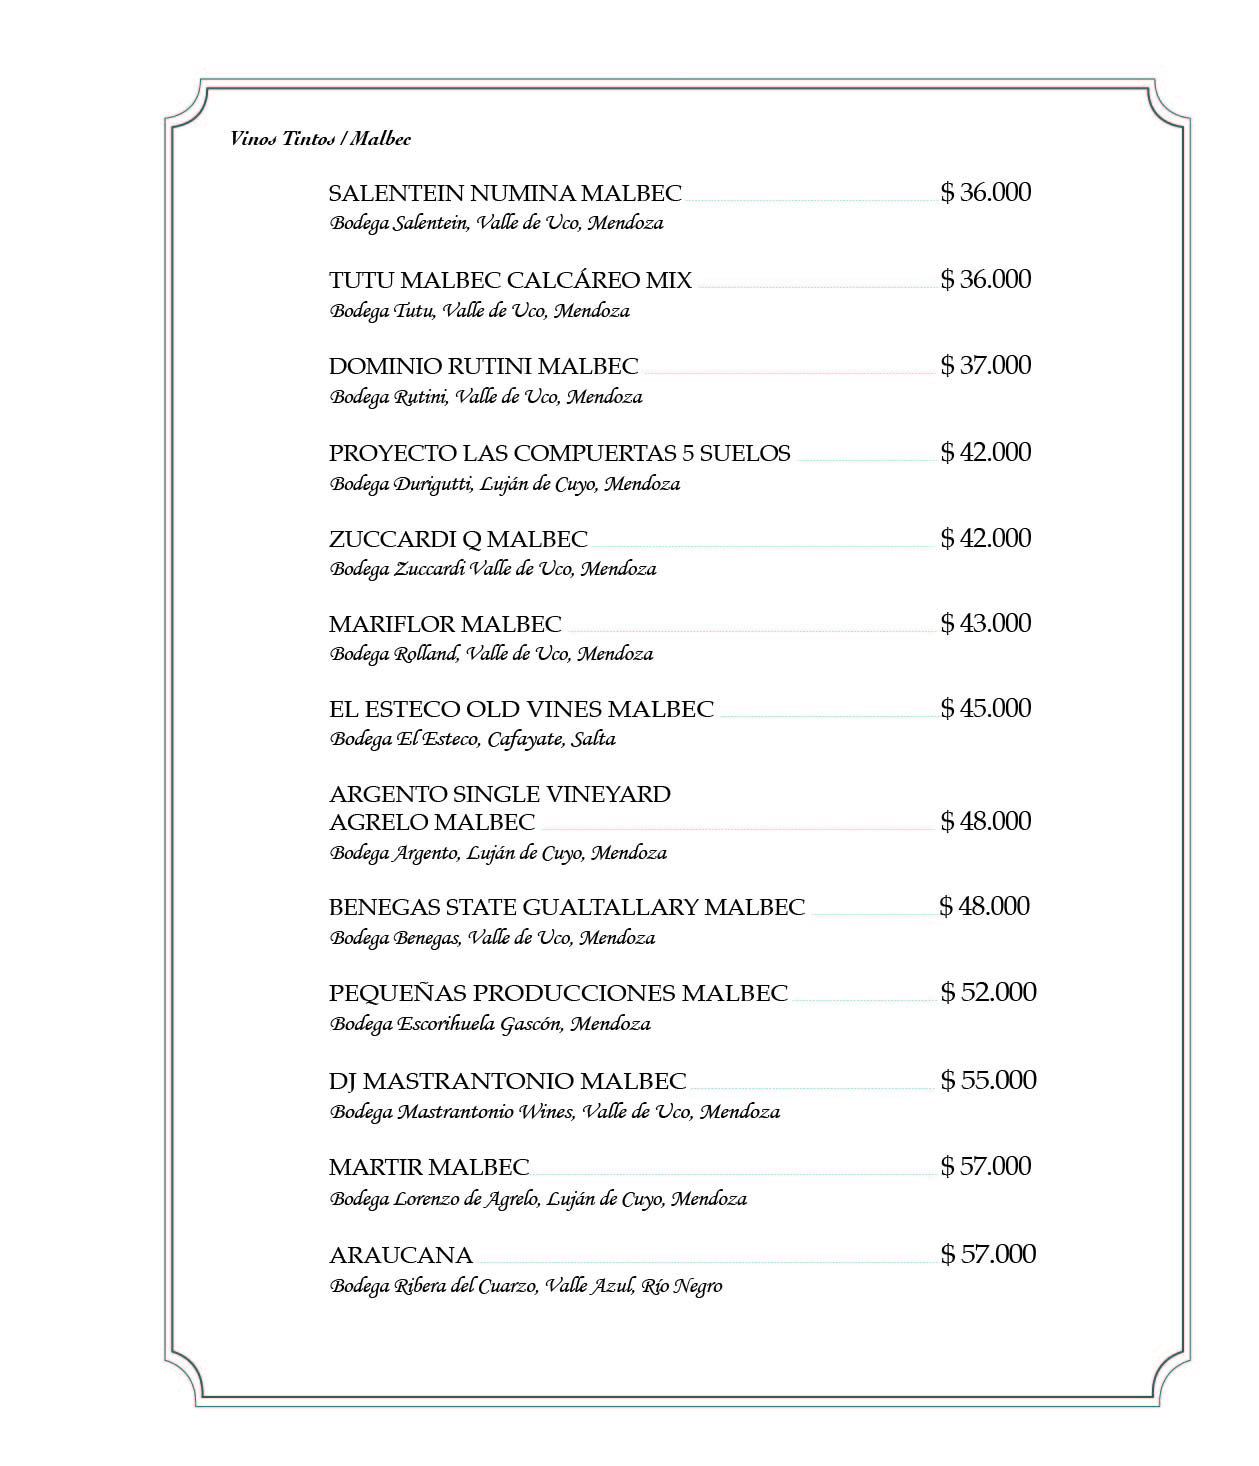 Vinos Tintos / Malbec
SALENTEIN NUMINA MALBEC $ 36.000
Bodega Salentein, Valle de Uco, Mendoza
TUTU MALBEC CALCÁREO MIX $ 36.000
Bodega Tutu, Valle de Uco, Mendoza
DOMINIO RUTINI MALBEC $ 37.000
Bodega Rutini, Valle de Uco, Mendoza
PROYECTO LAS COMPUERTAS 5 SUELOS $ 42.000
Bodega Durigutti, Luján de Cuyo, Mendoza
ZUCCARDI Q MALBEC $ 42.000
Bodega Zuccardi Valle de Uco, Mendoza
MARIFLOR MALBEC $ 43.000
Bodega Rolland, Valle de Uco, Mendoza
EL ESTECO OLD VINES MALBEC $ 45.000
Bodega El Esteco, Cafayate, Salta
ARGENTO SINGLE VINEYARD
AGRELO MALBEC $ 48.000
Bodega Argento, Luján de Cuyo, Mendoza
BENEGAS STATE GUALTALLARY MALBEC $ 48.000
Bodega Benegas, Valle de Uco, Mendoza
PEQUEÑAS PRODUCCIONES MALBEC $ 52.000
Bodega Escorihuela Gascón, Mendoza
DJ MASTRANTONIO MALBEC $ 55.000
Bodega Mastrantonio Wines, Valle de Uco, Mendoza
MARTIR MALBEC $ 57.000
Bodega Lorenzo de Agrelo, Luján de Cuyo, Mendoza
ARAUCANA $ 57.000
Bodega Ribera del Cuarzo, Valle Azul, Río Negro